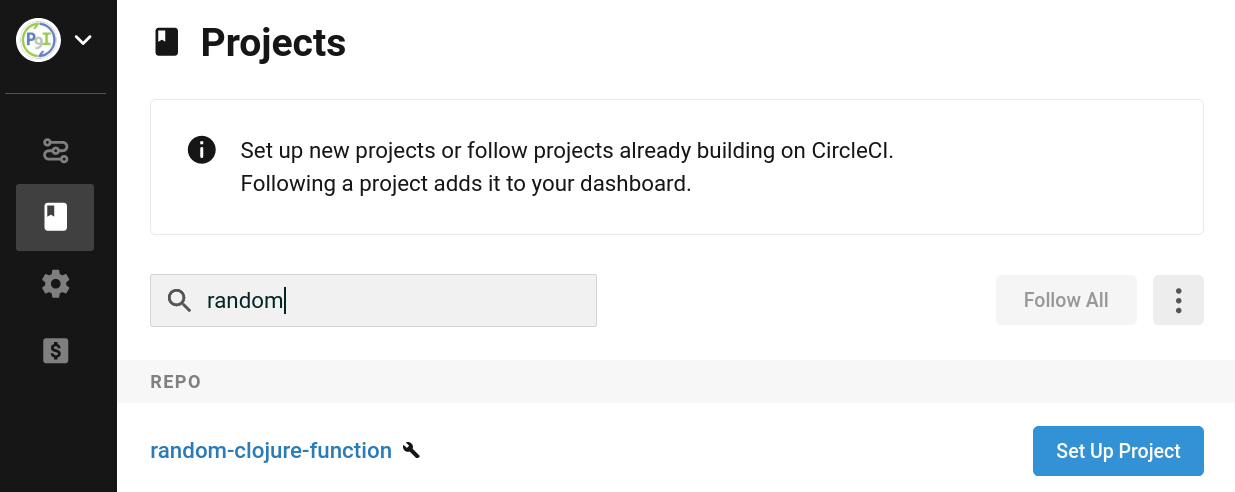 PgI
Projects
Set up new projects or follow projects already building on CircleCI.
Following a project adds it to your dashboard.
random
Follow All
REPO
random-clojure-function
Set Up Project